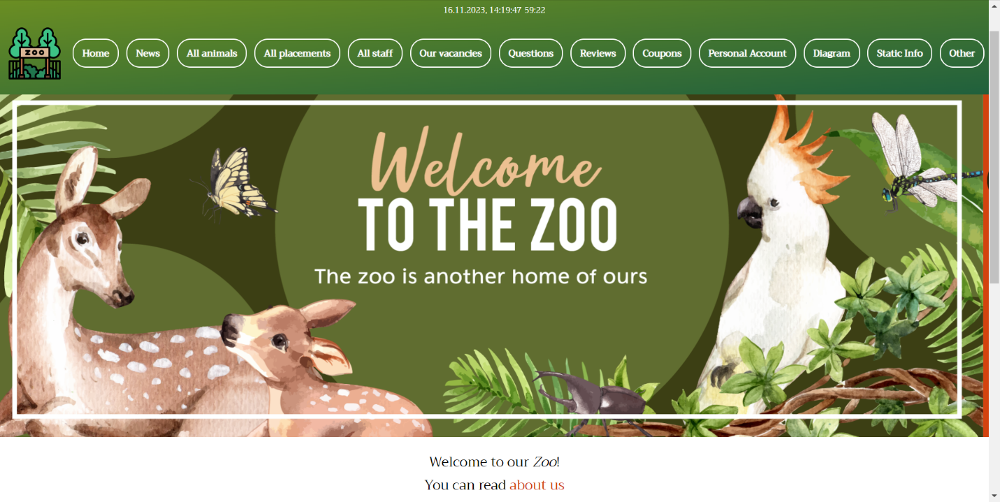 16.11.2023, 14:19:47 59:22
ZOO
Home News All animals All placements All staff Our vacancies Questions Reviews Coupons Personal Account Diagram Static Info Other
Welcome
TO THE ZOO
The zoo is another home of ours
Welcome to our Zoo!
You can read about us